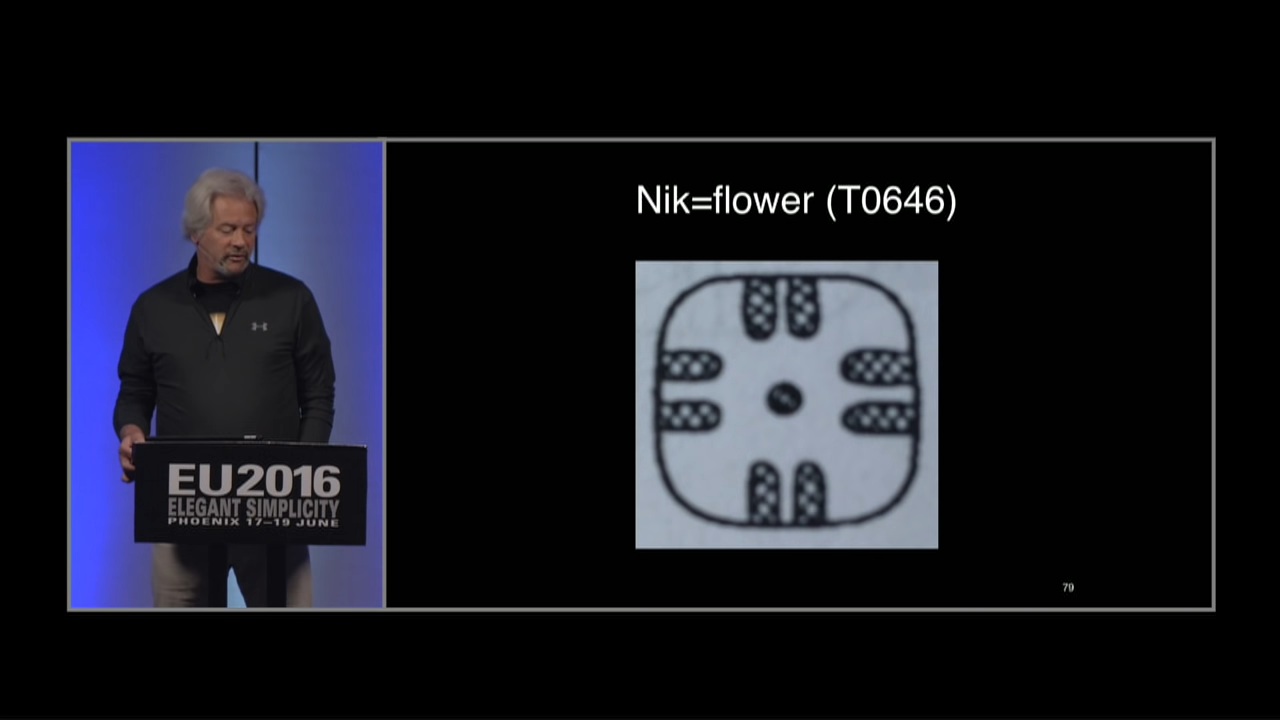 Nik=flower (T0646)
EU2016
ELEGANT SIMPLICITY
PHOENIX 17–19 JUNE
79